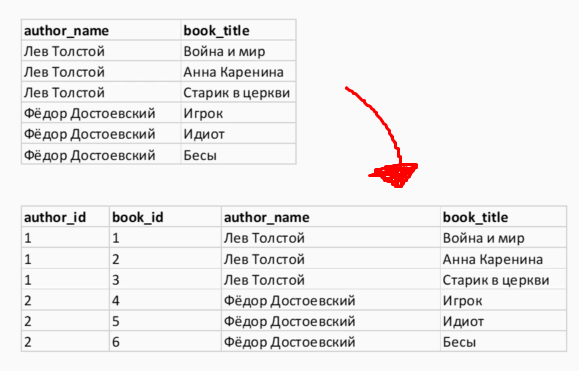 author_name book_title
Лев Толстой Война и мир
Лев Толстой Анна Каренина
Лев Толстой Старик в церкви
Фёдор Достоевский Игрок
Фёдор Достоевский Идиот
Фёдор Достоевский Бесы
author_id book_id author_name book_title
1 1 Лев Толстой Война и мир
1 2 Лев Толстой Анна Каренина
1 3 Лев Толстой Старик в церкви
2 4 Фёдор Достоевский Игрок
2 5 Фёдор Достоевский Идиот
2 6 Фёдор Достоевский Бесы